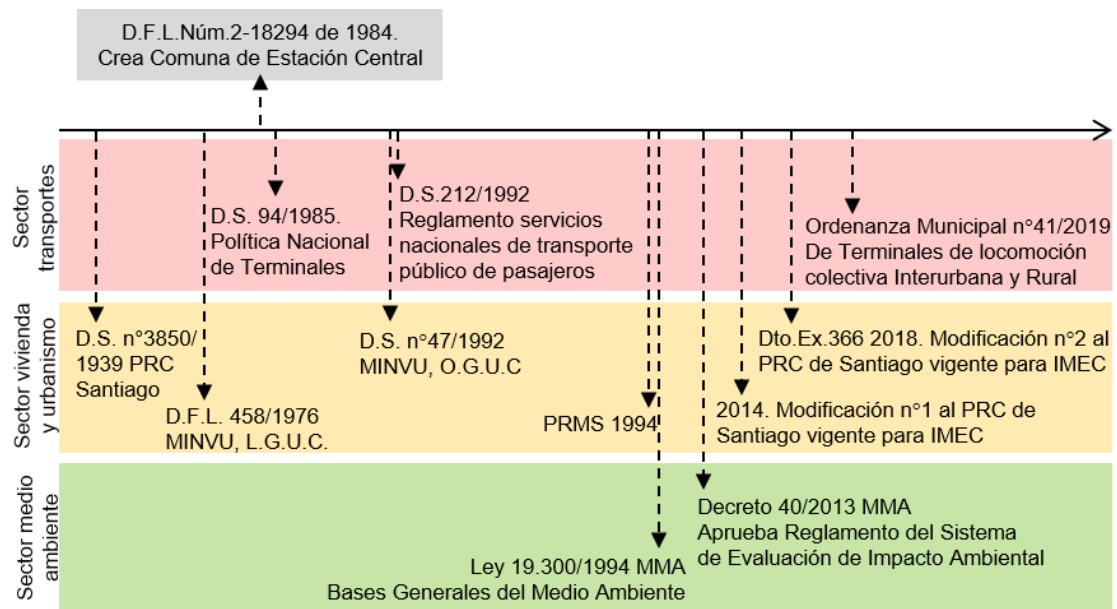 D.F.L.Núm.2-18294 de 1984.
Crea Comuna de Estación Central
Sector
transportes
D.S. 94/1985.
Política Nacional
de Terminales
D.S.212/1992
Reglamento servicios
nacionales de transporte
público de pasajeros
Ordenanza Municipal n°41/2019
De Terminales de locomoción
colectiva Interurbana y Rural
Sector vivienda
y urbanismo
D.S. n°3850/
1939 PRC
Santiago
D.F.L. 458/1976
MINVU, L.G.U.C.
D.S. n°47/1992
MINVU, O.G.U.C
PRMS 1994
Dto.Ex.366 2018. Modificación n°2 al
PRC de Santiago vigente para IMEC
2014. Modificación n°1 al PRC de
Santiago vigente para IMEC
Sector medio
ambiente
Ley 19.300/1994 MMA
Bases Generales del Medio Ambiente
Decreto 40/2013 MMA
Aprueba Reglamento del Sistema
de Evaluación de Impacto Ambiental